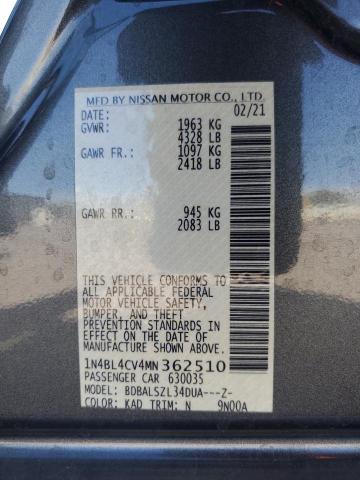 MFD BY NISSAN MOTOR CO., LTD.
DATE: 02/21
GVWR: 1963 KG
4328 LB
GAWR FR: 1097 KG
2418 LB
GAWR RR: 945 KG
2083 LB
THIS VEHICLE CONFORMS TO
ALL APPLICABLE FEDERAL
MOTOR VEHICLE SAFETY,
BUMPER, AND THEFT
PREVENTION STANDARDS
IN EFFECT ON THE DATE OF
MANUFACTURE SHOWN ABOVE.
1N4BL4CV4MN362510
PASSENGER CAR 630035
MODEL: BDBALSZL34DUA---Z-
COLOR: KAD TRIM: N 9N00A